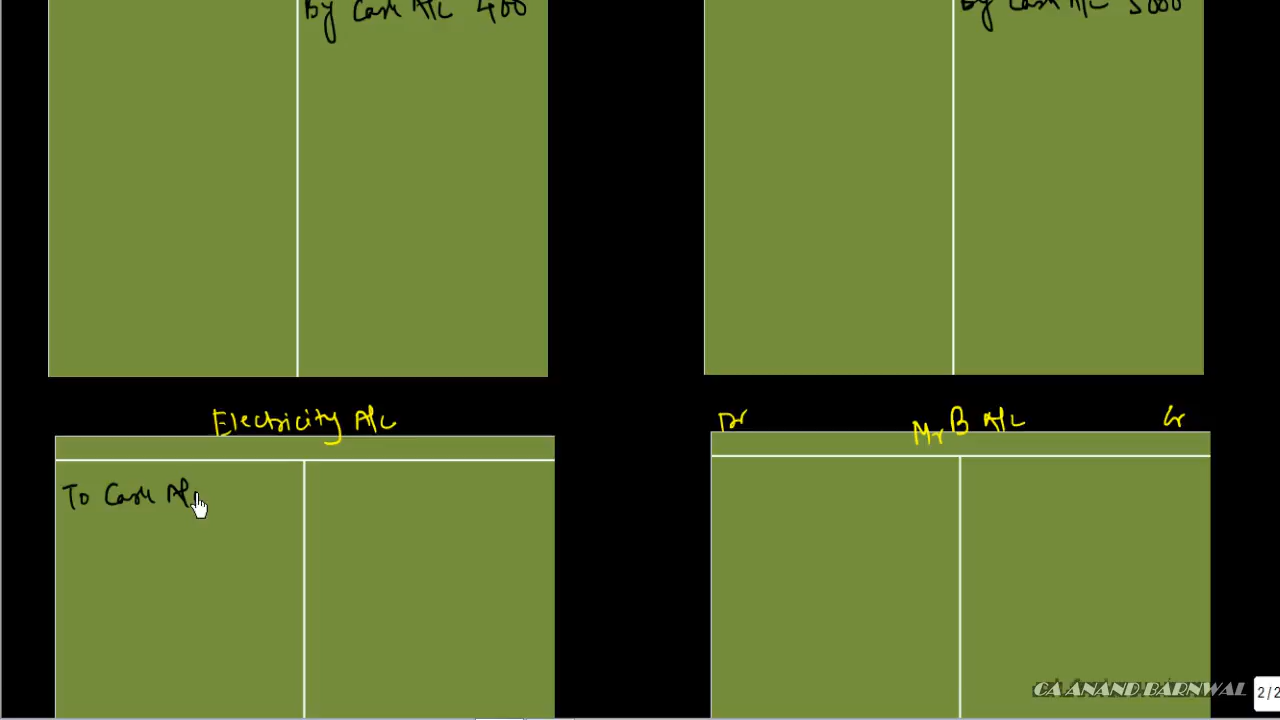 By Cash A/c 400
By Cash A/c 5000
Electricity A/c
Dr Mr B A/c Cr
To Cash A/
CA ANAND BARNWAL
2/2